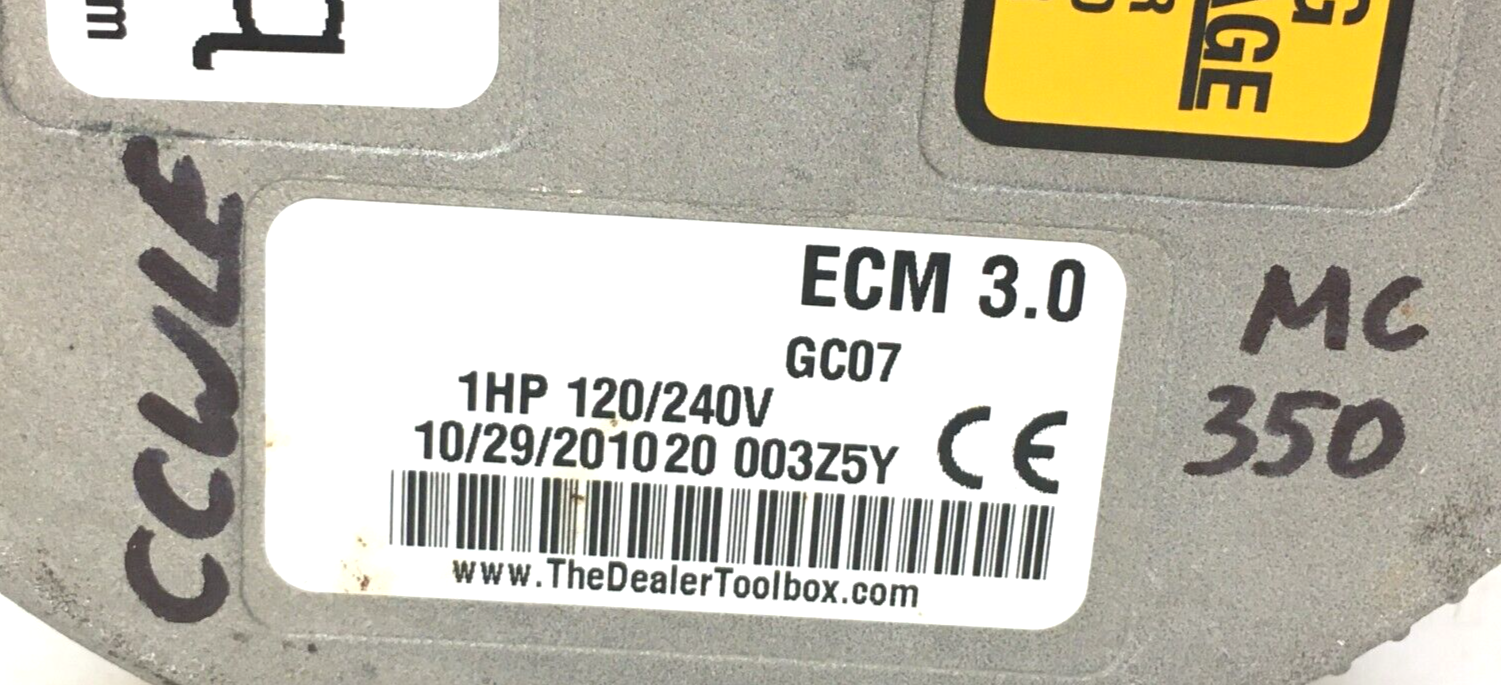 ECM 3.0
GC07
1HP 120/240V
10/29/201020 003Z5Y
CE
www.TheDealerToolbox.com
CCWLE
MC
350